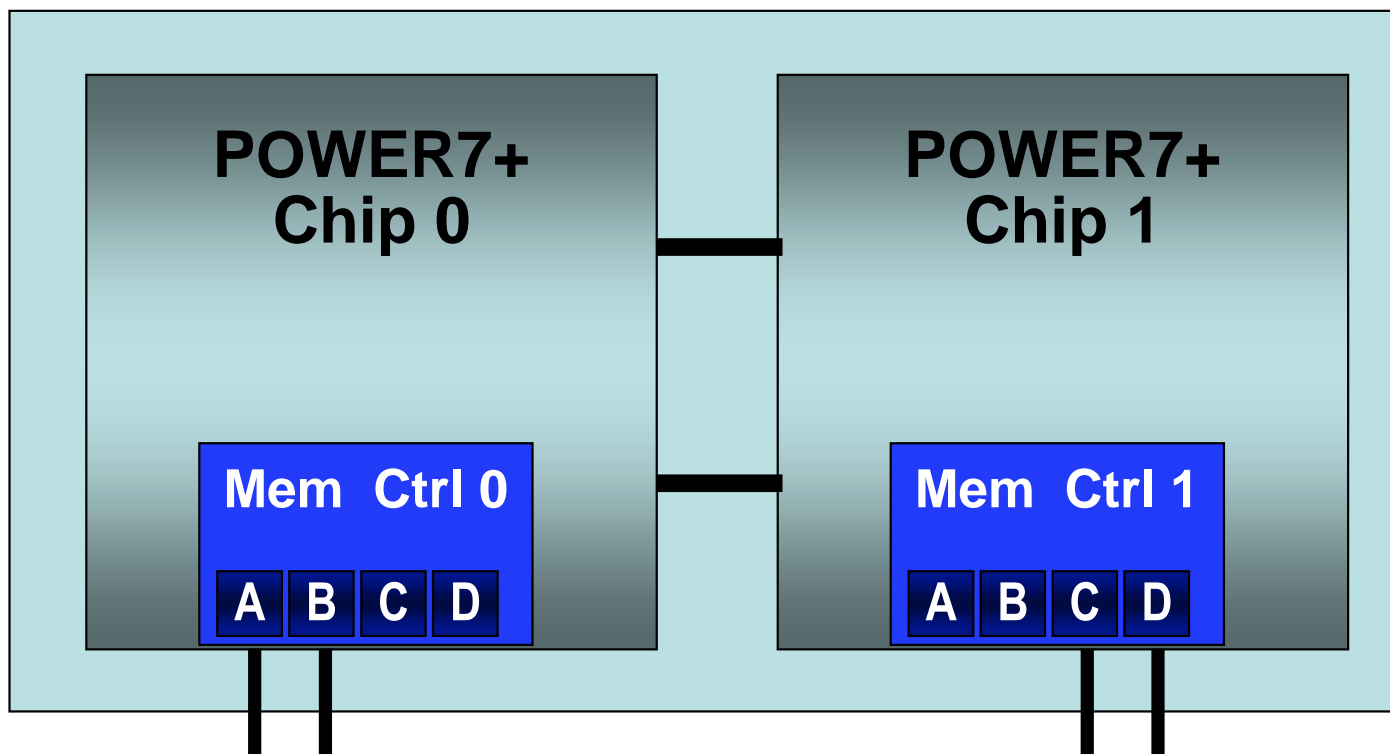 POWER7+
Chip 0
POWER7+
Chip 1
Mem Ctrl 0
A B C D
Mem Ctrl 1
A B C D